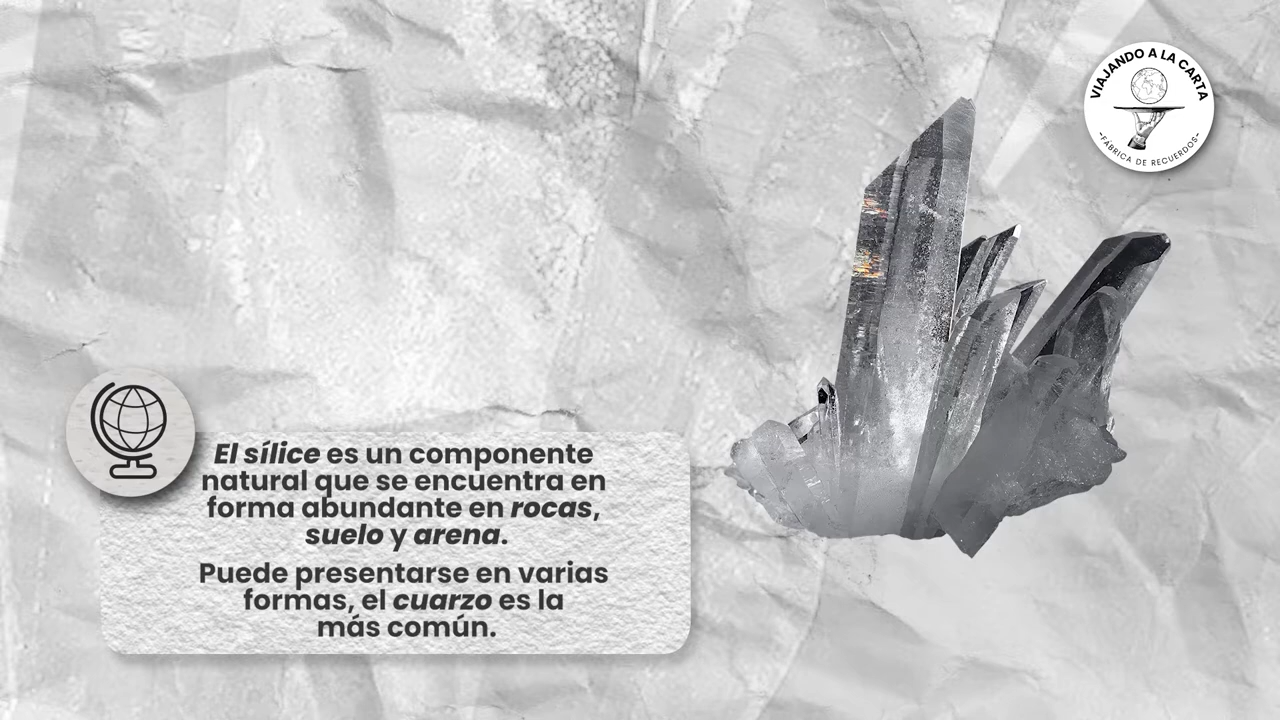 VIAJANDO A LA CARTA
-FÁBRICA DE RECUERDOS-
El sílice es un componente
natural que se encuentra en
forma abundante en rocas,
suelo y arena.
Puede presentarse en varias
formas, el cuarzo es la
más común.